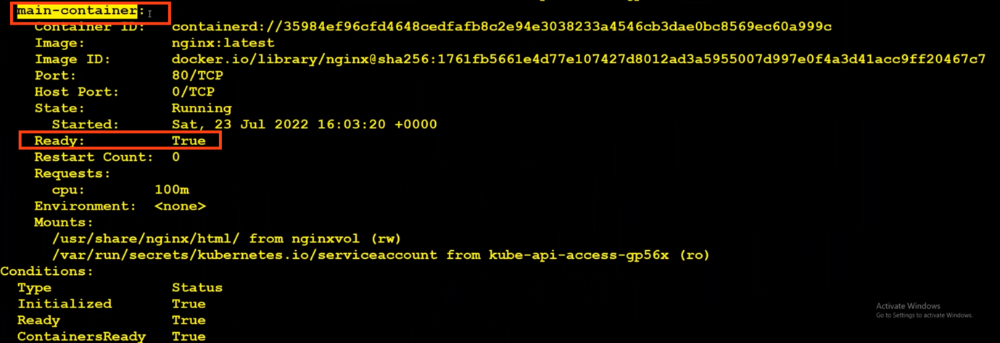 main-container:
Container ID: containerd://35984ef96cfd4648cedfafb8c2e94e3038233a4546cb3dae0bc8569ec60a999c
Image: nginx:latest
Image ID: docker.io/library/nginx@sha256:1761fb5661e4d77e107427d8012ad3a5955007d997e0f4a3d41acc9ff20467c7
Port: 80/TCP
Host Port: 0/TCP
State: Running
Started: Sat, 23 Jul 2022 16:03:20 +0000
Ready: True
Restart Count: 0
Requests:
cpu: 100m
Environment: <none>
Mounts:
/usr/share/nginx/html/ from nginxvol (rw)
/var/run/secrets/kubernetes.io/serviceaccount from kube-api-access-gp56x (ro)
Conditions:
Type Status
Initialized True
Ready True
ContainersReady True
Activate Windows
Go to Settings to activate Windows.